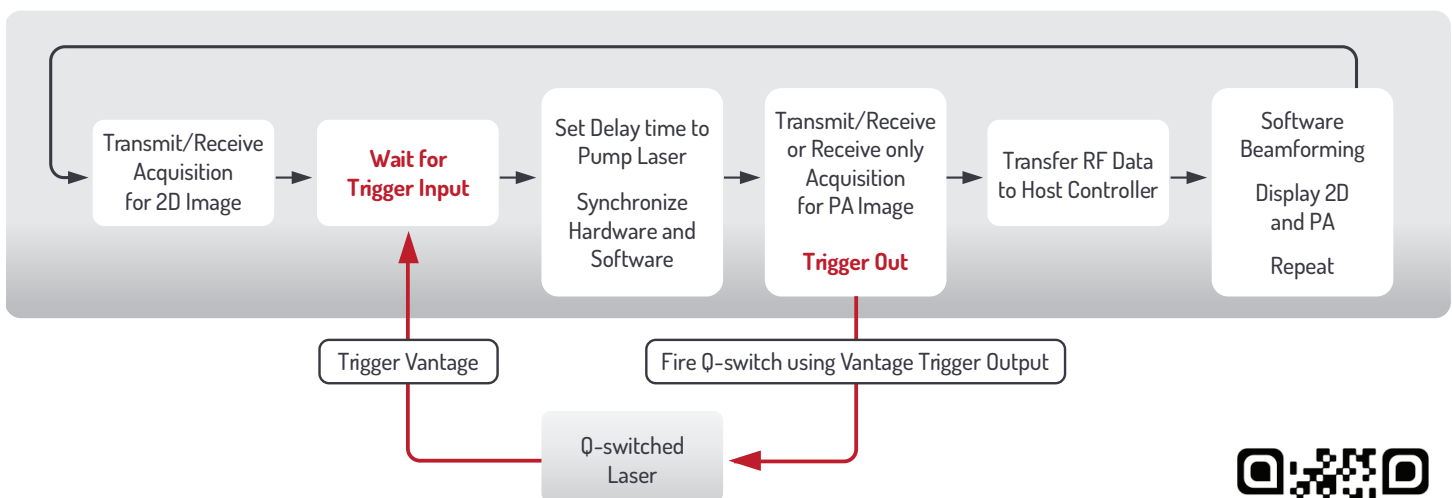 Transmit/Receive
Acquisition
for 2D Image
Wait for
Trigger Input
Set Delay time to
Pump Laser
Synchronize
Hardware and
Software
Transmit/Receive
or Receive only
Acquisition
for PA Image
Trigger Out
Transfer RF Data
to Host Controller
Software
Beamforming
Display 2D
and PA
Repeat
Trigger Vantage
Fire Q-switch using Vantage Trigger Output
Q-switched
Laser